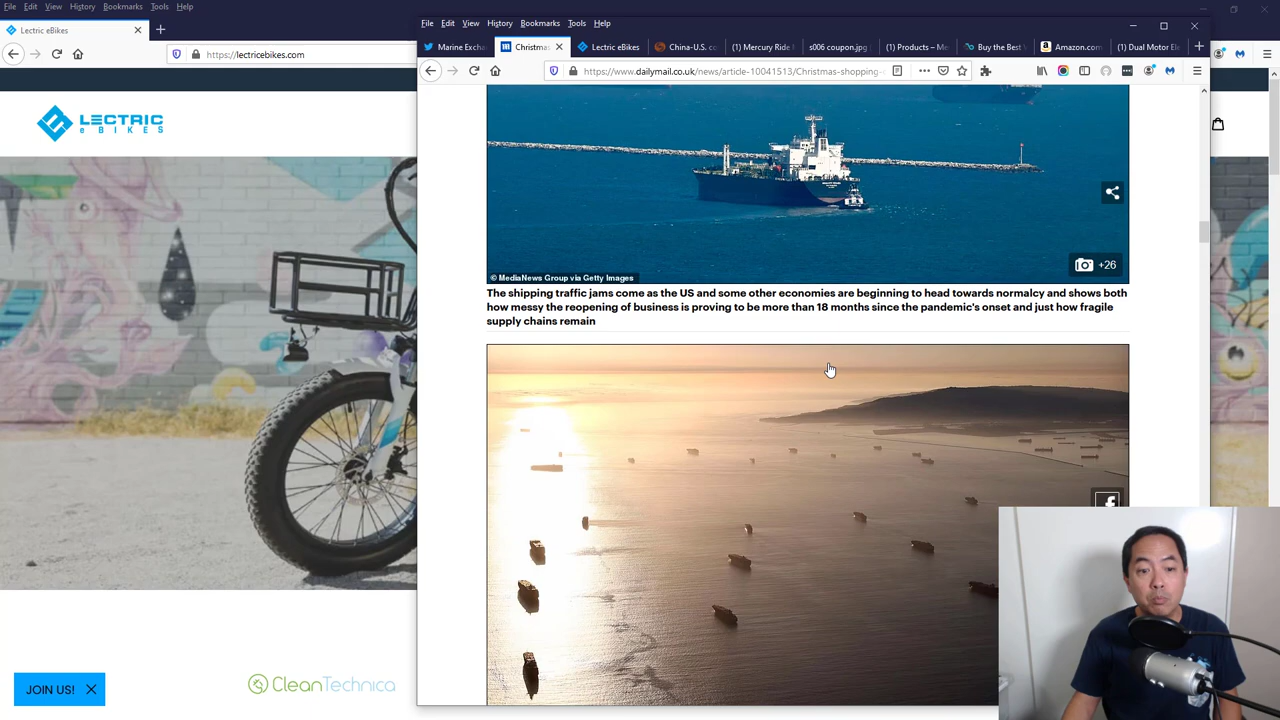 File Edit View History Bookmarks Tools Help
Lectric eBikes
https://lectricebikes.com
LECTRIC
eBIKES
JOIN US!
CleanTechnica
File Edit View History Bookmarks Tools Help
Marine Excha
Christmas
Lectric eBikes
China-U.S. c
(1) Mercury Ride
s006 coupon.jpg
(1) Products – Me
Buy the Best
Amazon.com
(1) Dual Motor El
https://www.dailymail.co.uk/news/article-10041513/Christmas-shopping-
+26
© MediaNews Group via Getty Images
The shipping traffic jams come as the US and some other economies are beginning to head towards normalcy and shows both
how messy the reopening of business is proving to be more than 18 months since the pandemic's onset and just how fragile
supply chains remain